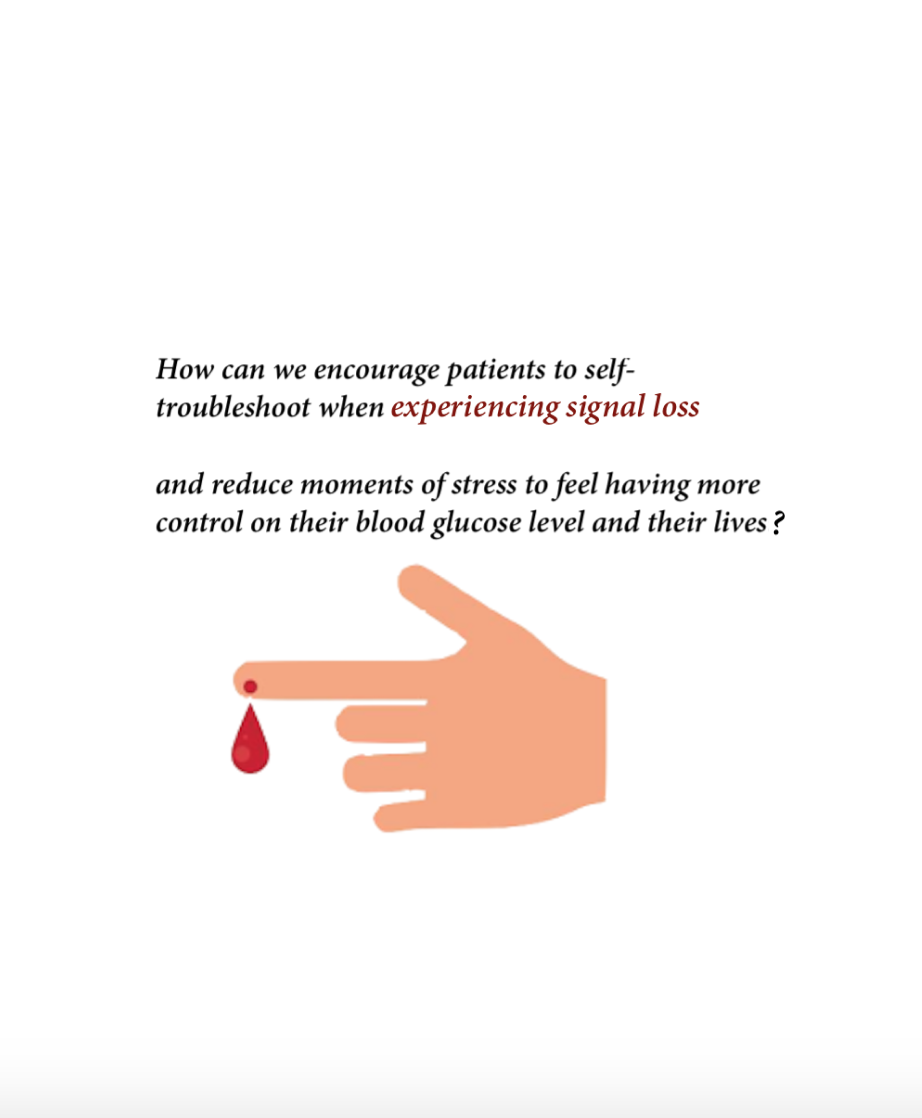 How can we encourage patients to self-
troubleshoot when experiencing signal loss
and reduce moments of stress to feel having more
control on their blood glucose level and their lives?